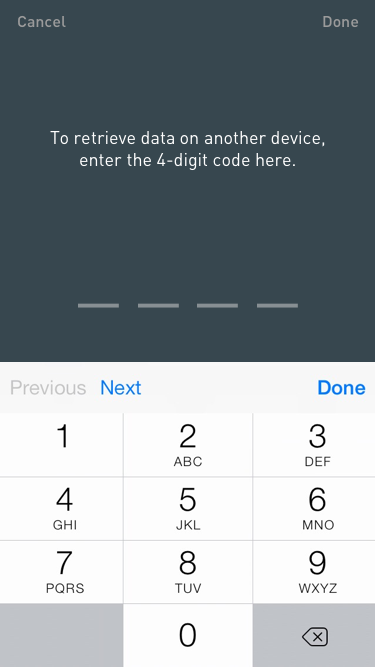 Cancel Done
To retrieve data on another device,
enter the 4-digit code here.
Previous Next Done
1 2 3
ABC DEF
4 5 6
GHI JKL MNO
7 8 9
PQRS TUV WXYZ
0